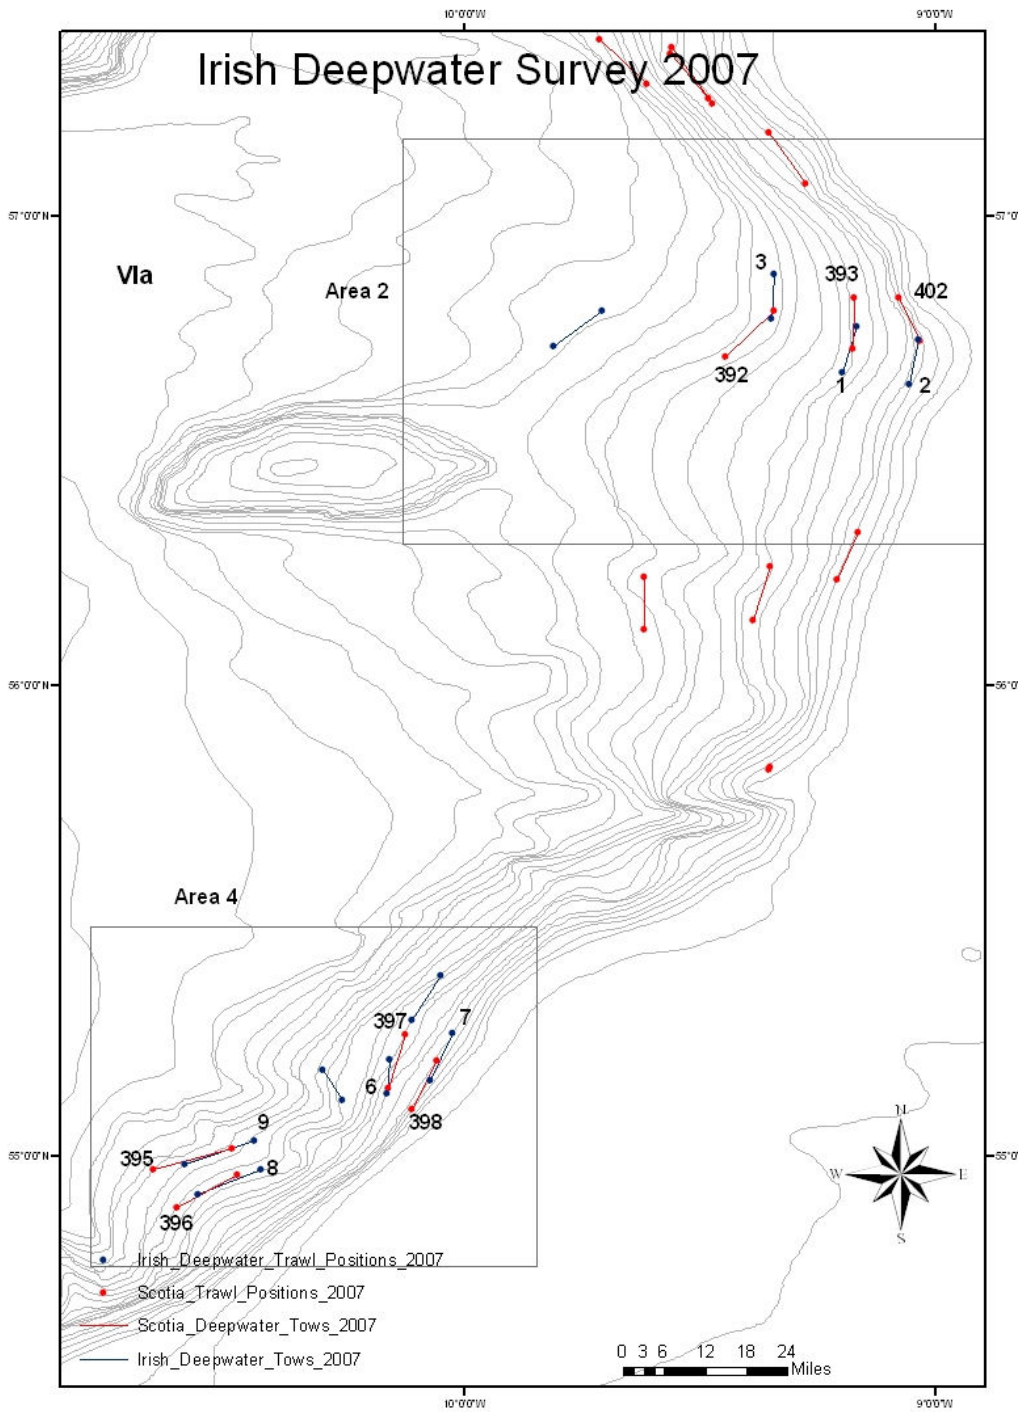 10°0'0"W 9°0'0"W
Irish Deepwater Survey 2007
57°0'0"N 57°0'0"N
VIa
Area 2
3
393
402
392
1
2
56°0'0"N 56°0'0"N
Area 4
397
7
6
398
9
395
8
396
55°0'0"N 55°0'0"N
N
W
E
S
Irish_Deepwater_Trawl_Positions_2007
Scotia_Trawl_Positions_2007
Scotia_Deepwater_Tows_2007
Irish_Deepwater_Tows_2007
0 3 6 12 18 24
Miles
10°0'0"W 9°0'0"W